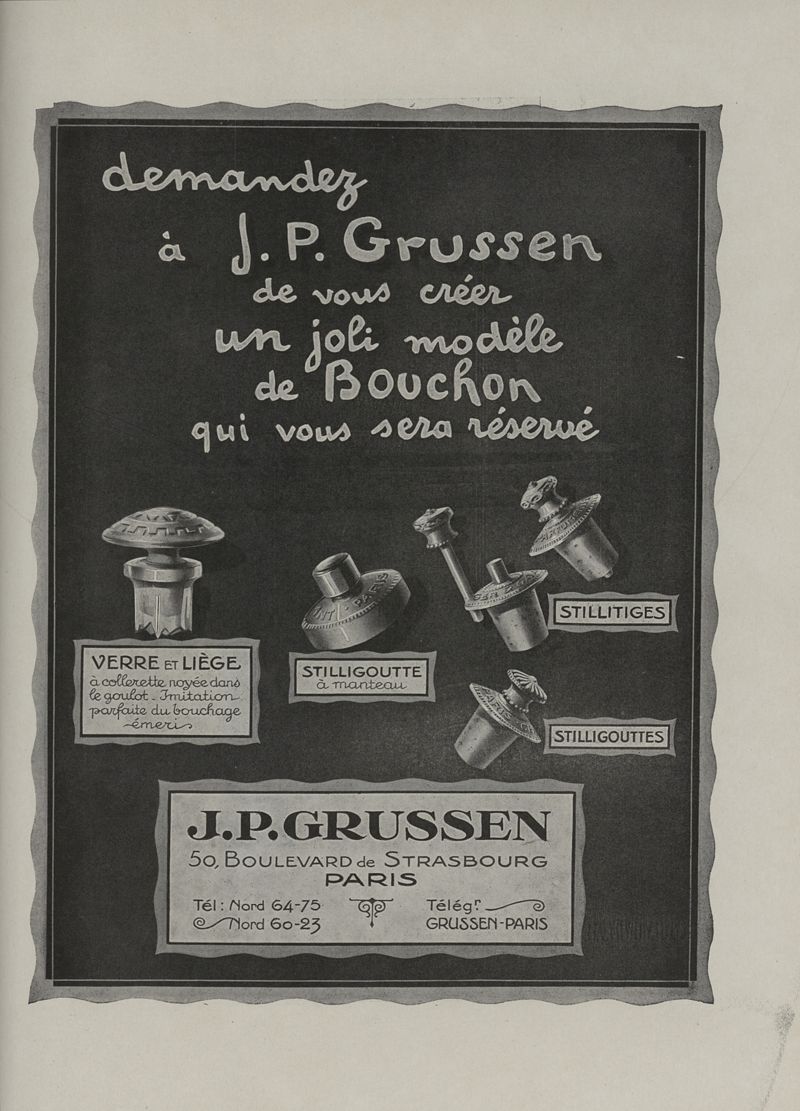 demandez
à J. P. Grussen
de vous créer
un joli modèle
de Bouchon
qui vous sera réservé
VERRE ET LIÈGE
à collerette noyée dans
le goulot. Imitation
parfaite du bouchage
émeri
STILLIGOUTTE
à manteau
PARIS
STILLITIGES
STILLIGOUTTES
J.P. GRUSSEN
50, BOULEVARD de STRASBOURG
PARIS
Tél : Nord 64-75
Nord 60-23
Télégr.
GRUSSEN-PARIS